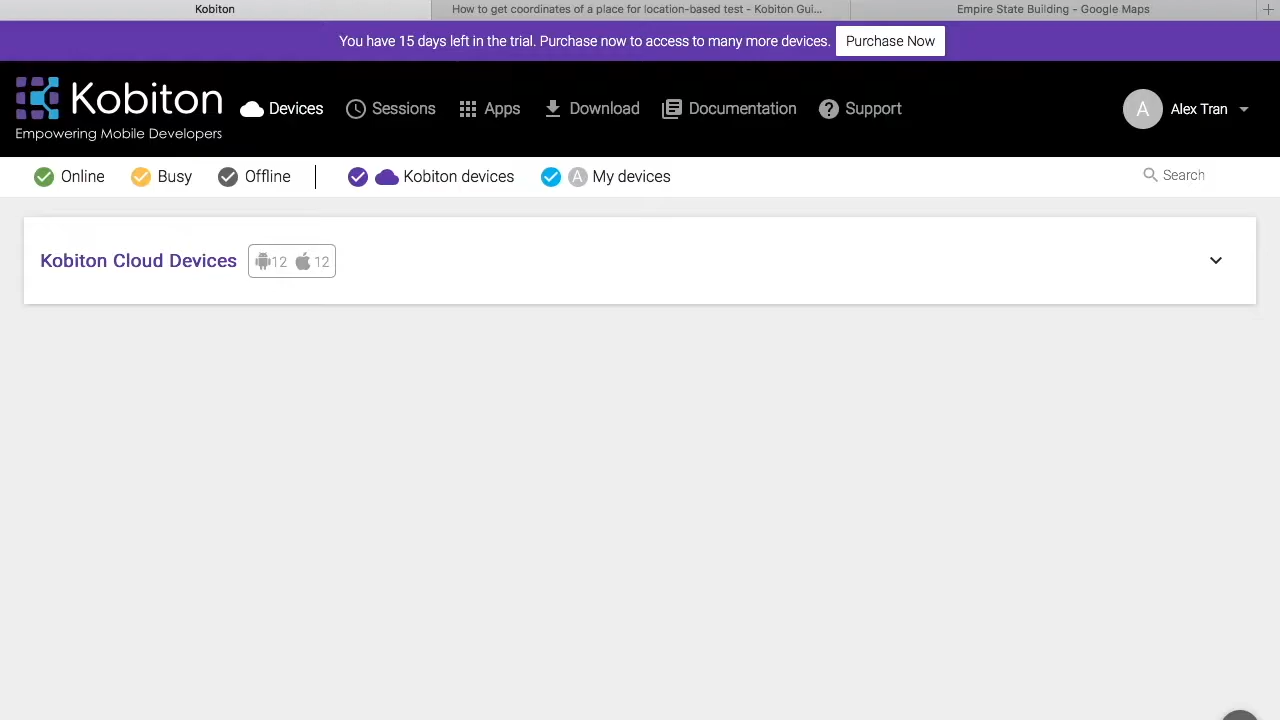 Kobiton
How to get coordinates of a place for location-based test - Kobiton Gui...
Empire State Building - Google Maps
You have 15 days left in the trial. Purchase now to access to many more devices.
Purchase Now
Kobiton
Empowering Mobile Developers
Devices
Sessions
Apps
Download
Documentation
Support
A
Alex Tran
Online
Busy
Offline
Kobiton devices
A
My devices
Search
Kobiton Cloud Devices
12
12